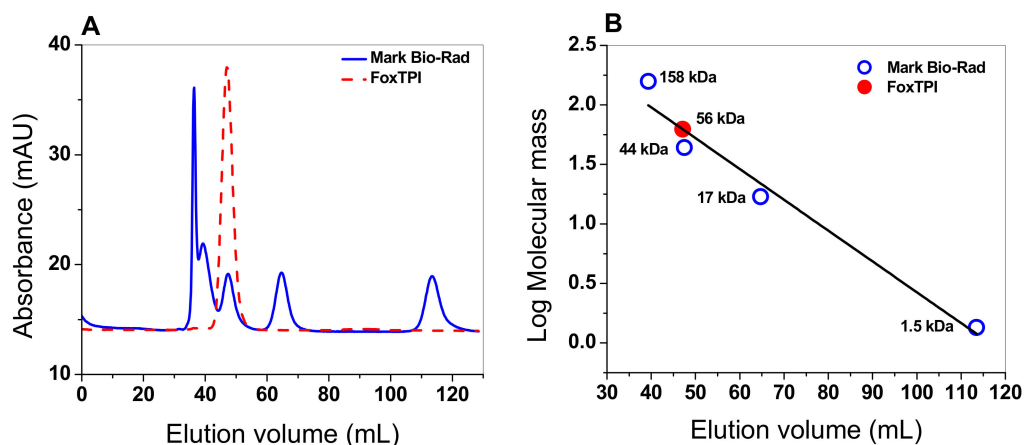 A
Absorbance (mAU)
40
30
20
10
Mark Bio-Rad
FoxTPI
0 20 40 60 80 100 120
Elution volume (mL)
B
Log Molecular mass
2.5
2.0
1.5
1.0
0.5
0.0
158 kDa
56 kDa
44 kDa
17 kDa
1.5 kDa
Mark Bio-Rad
FoxTPI
30 40 50 60 70 80 90 100 110 120
Elution volume (mL)